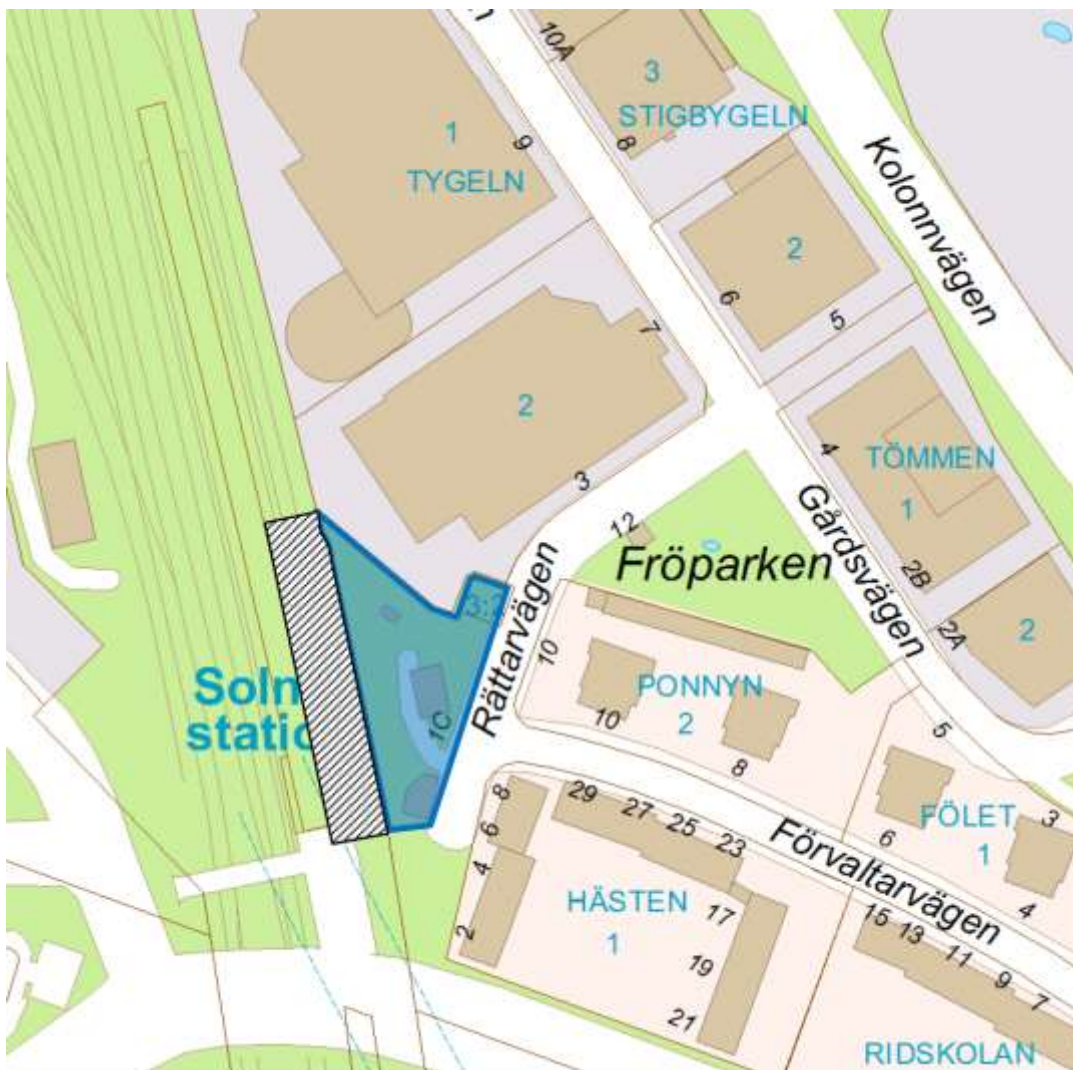 10A
3
STIGBYGELN
8
1
TYGELN
9
Kolonnvägen
2
6
5
7
2
3
4
TÖMMEN
1
2B
2A
2
Gårdsvägen
12
Fröparken
Rättarvägen
10
1C
Soln
static
PONNYN
2
10
8
5
3
FÖLET
1
6
4
Förvaltarvägen
8
6
4
2
29
27
25
23
HÄSTEN
1
17
19
21
15
13
11
9
7
RIDSKOLAN